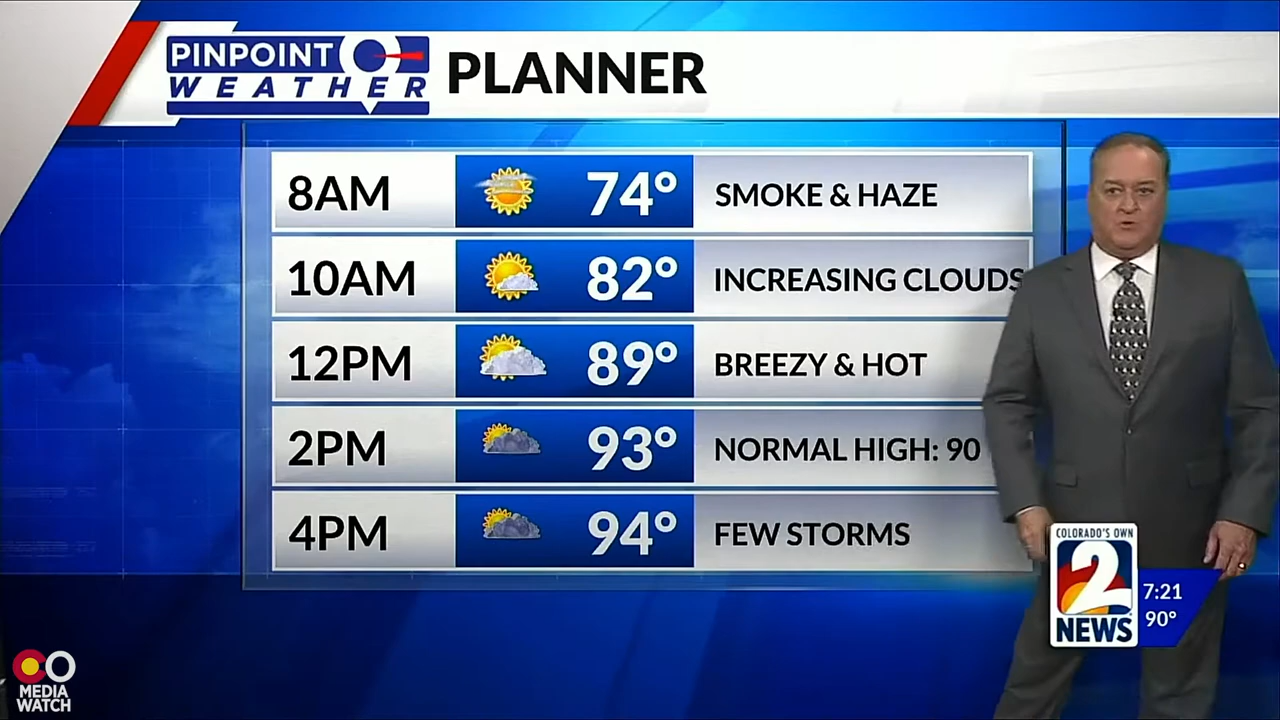 PINPOINT
WEATHER
PLANNER
8AM 74° SMOKE & HAZE
10AM 82° INCREASING CLOUDS
12PM 89° BREEZY & HOT
2PM 93° NORMAL HIGH: 90
4PM 94° FEW STORMS
COLORADO'S OWN
2
NEWS
7:21
90°
MEDIA
WATCH